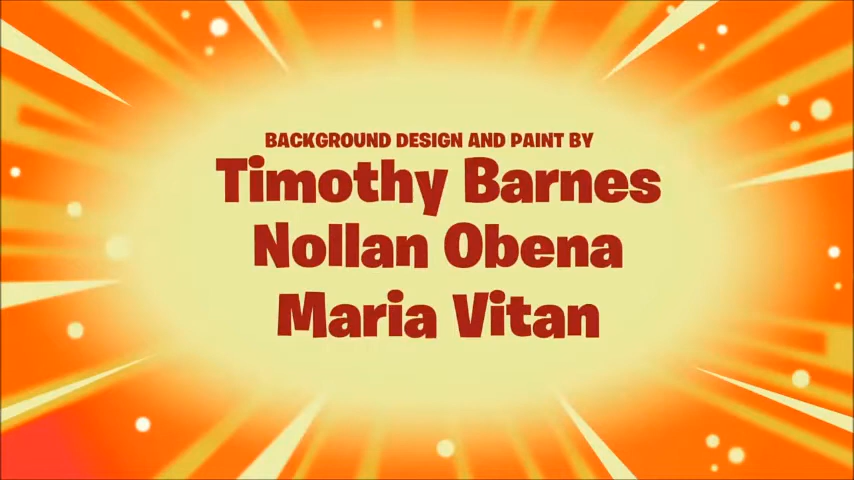 BACKGROUND DESIGN AND PAINT BY
Timothy Barnes
Nollan Obena
Maria Vitan